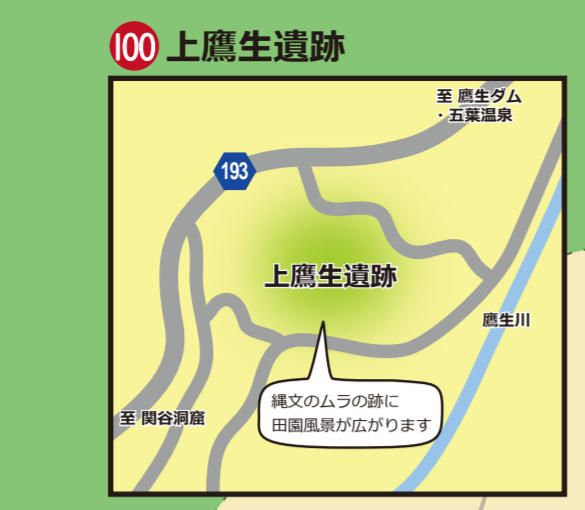 100 上鷹生遺跡
至 鷹生ダム
・五葉温泉
193
上鷹生遺跡
鷹生川
縄文のムラの跡に
田園風景が広がります
至 関谷洞窟